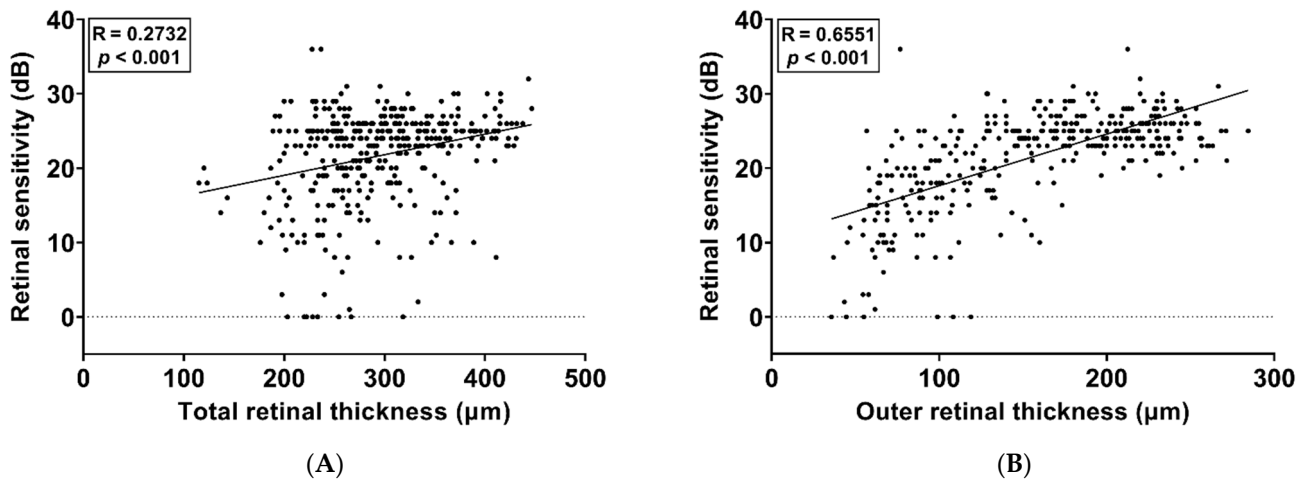 R = 0.2732
p < 0.001
Retinal sensitivity (dB)
40
30
20
10
0
0 100 200 300 400 500
Total retinal thickness (µm)
(A)
R = 0.6551
p < 0.001
Retinal sensitivity (dB)
40
30
20
10
0
0 100 200 300
Outer retinal thickness (µm)
(B)